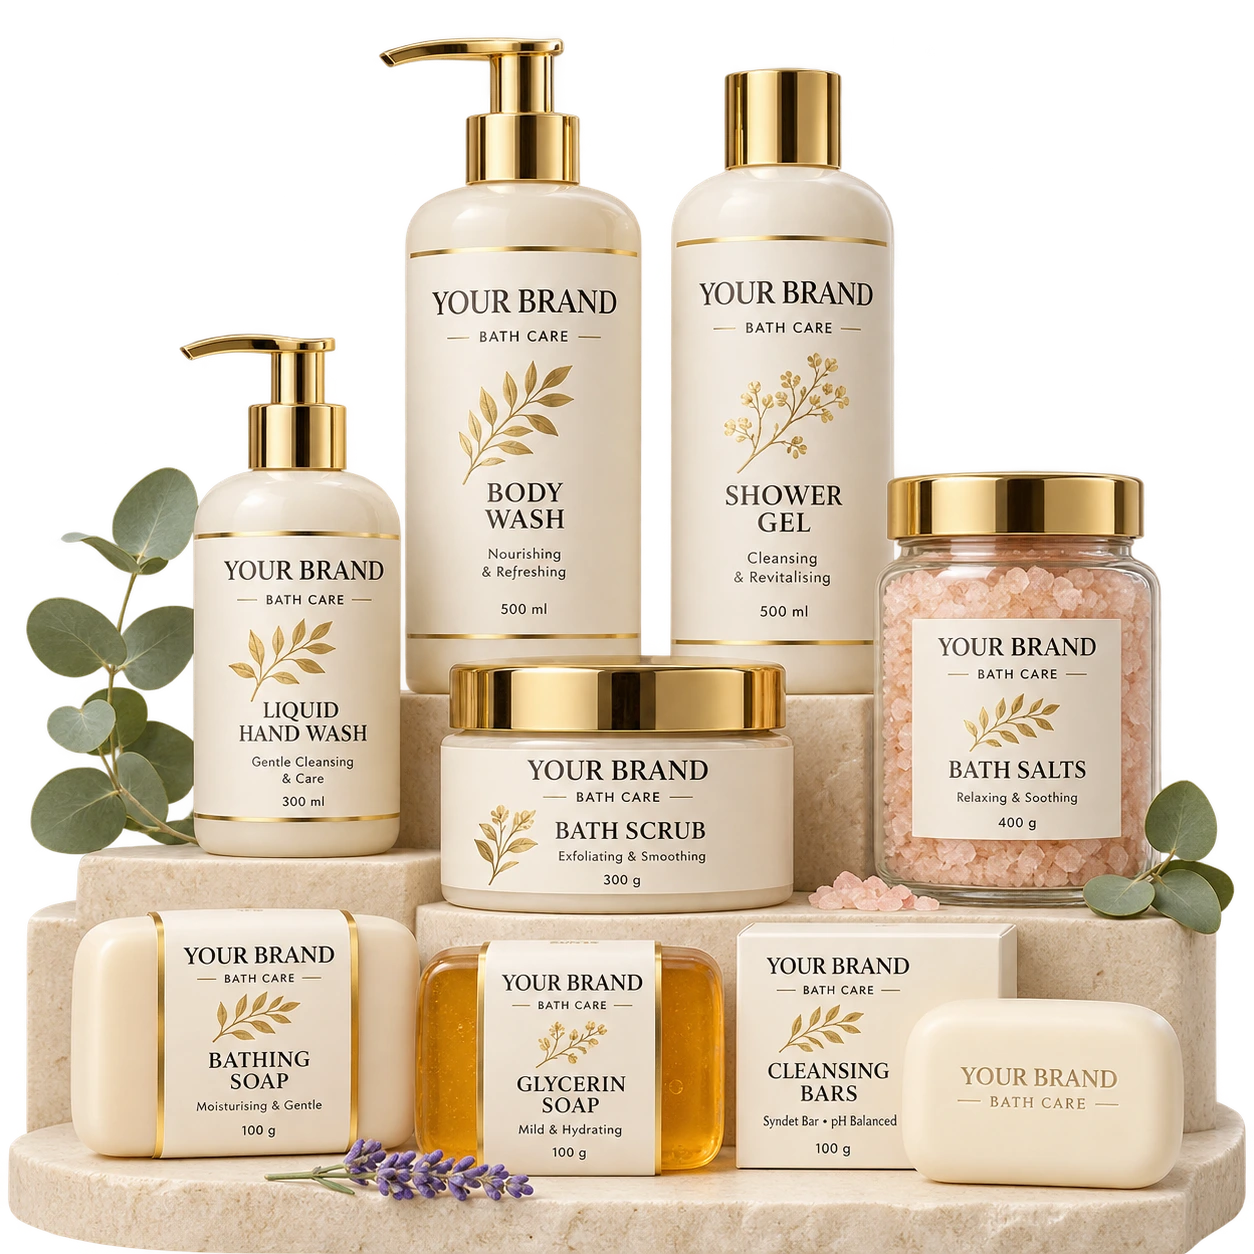 YOUR BRAND
BATH CARE
BODY
WASH
Nourishing
& Refreshing
500 ml
YOUR BRAND
BATH CARE
SHOWER
GEL
Cleansing
& Revitalising
500 ml
YOUR BRAND
BATH CARE
LIQUID
HAND WASH
Gentle Cleansing
& Care
300 ml
YOUR BRAND
BATH CARE
BATH SCRUB
Exfoliating & Smoothing
300 g
YOUR BRAND
BATH CARE
BATH SALTS
Relaxing & Soothing
400 g
YOUR BRAND
BATH CARE
BATHING
SOAP
Moisturising & Gentle
100 g
YOUR BRAND
BATH CARE
GLYCERIN
SOAP
Mild & Hydrating
100 g
YOUR BRAND
BATH CARE
CLEANSING
BARS
Syndet Bar • pH Balanced
100 g
YOUR BRAND
BATH CARE